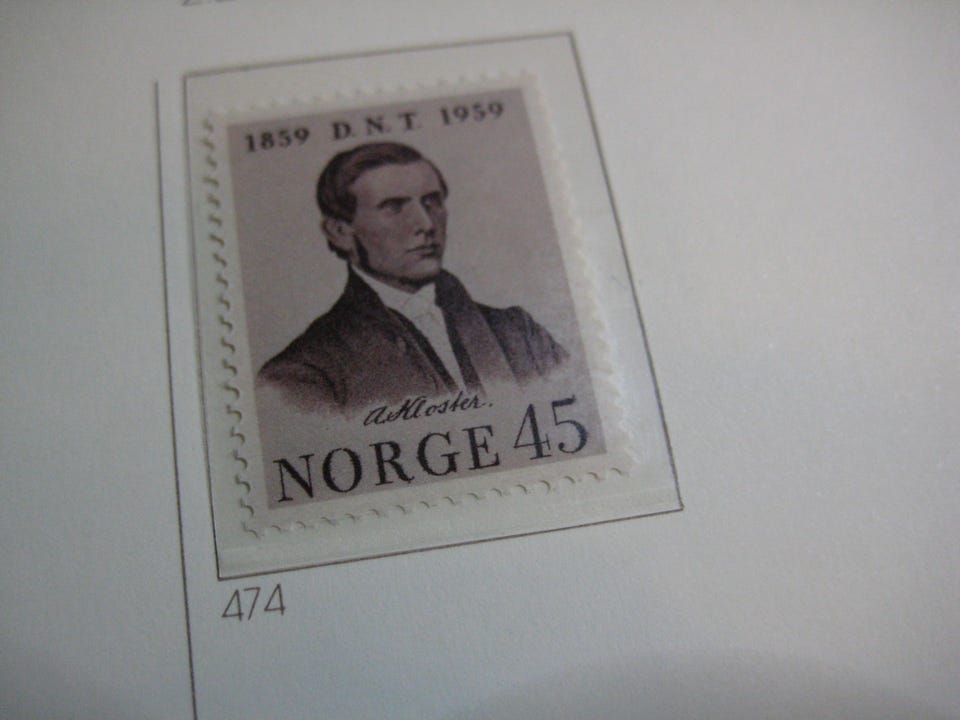 1859 D.N.T. 1959
A Kloster.
NORGE 45
474